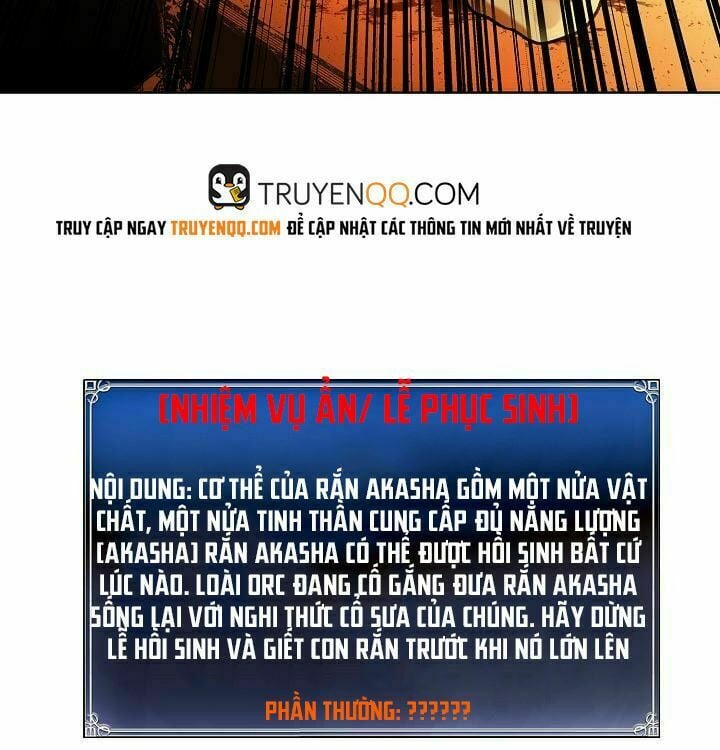 TRUYENQQ.COM
TRUY CẬP NGAY TRUYENQQ.COM ĐỂ CẬP NHẬT CÁC THÔNG TIN MỚI NHẤT VỀ TRUYỆN
[NHIỆM VỤ ẨN/ LỄ PHỤC SINH]
NỘI DUNG: CƠ THỂ CỦA RẮN AKASHA GỒM MỘT NỬA VẬT
CHẤT, MỘT NỬA TINH THẦN CUNG CẤP ĐỦ NĂNG LƯỢNG
[AKASHA] RẮN AKASHA CÓ THỂ ĐƯỢC HỒI SINH BẤT CỨ
LÚC NÀO. LOÀI ORC ĐANG CỐ GẮNG ĐƯA RẮN AKASHA
SỐNG LẠI VỚI NGHI THỨC CỔ SƯA CỦA CHÚNG. HÃY DỪNG
LỄ HỒI SINH VÀ GIẾT CON RẮN TRƯỚC KHI NÓ LỚN LÊN
PHẦN THƯỞNG: ??????